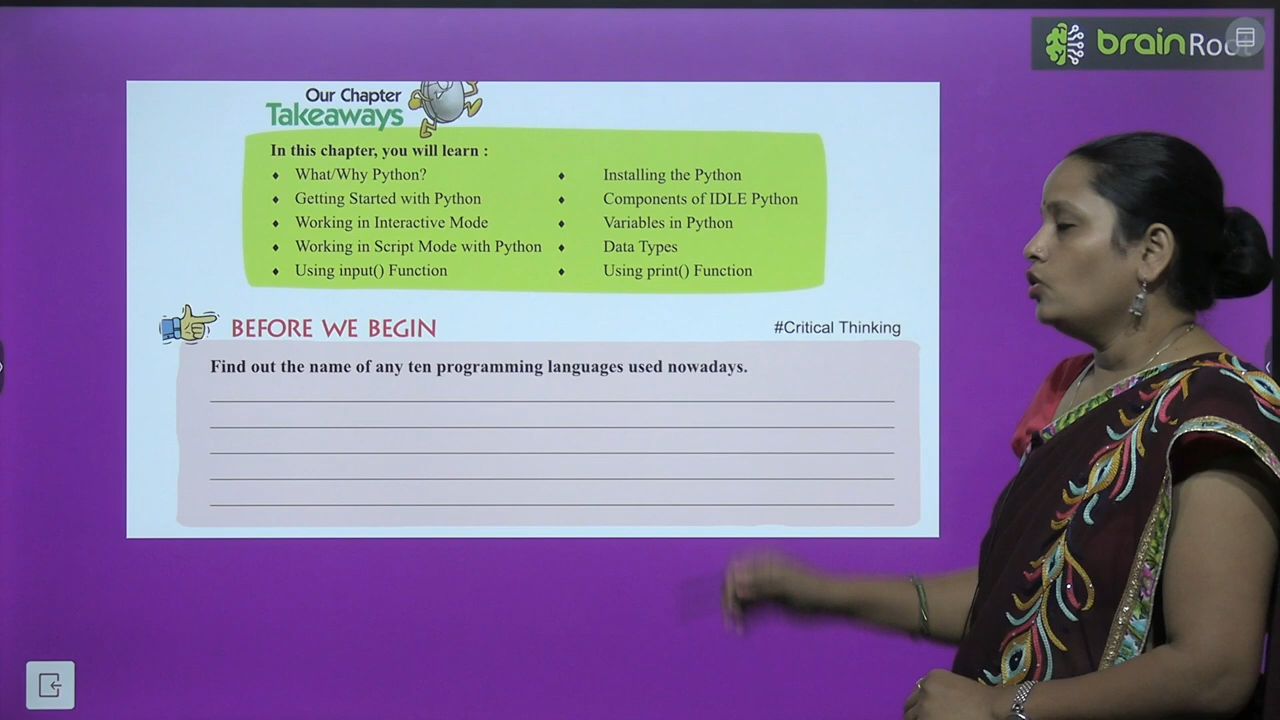 brainRoot
Our Chapter
Takeaways
In this chapter, you will learn :
What/Why Python?
Getting Started with Python
Working in Interactive Mode
Working in Script Mode with Python
Using input() Function
Installing the Python
Components of IDLE Python
Variables in Python
Data Types
Using print() Function
BEFORE WE BEGIN
#Critical Thinking
Find out the name of any ten programming languages used nowadays.